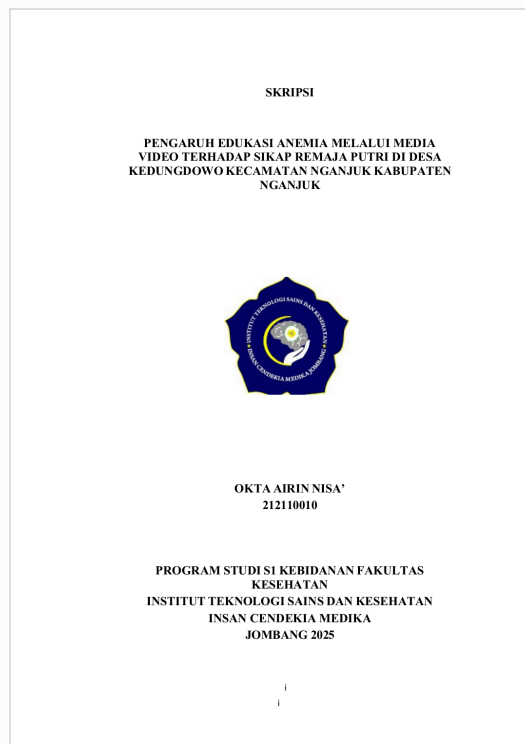 SKRIPSI
PENGARUH EDUKASI ANEMIA MELALUI MEDIA
VIDEO TERHADAP SIKAP REMAJA PUTRI DI DESA
KEDUNGDOWO KECAMATAN NGANJUK KABUPATEN
NGANJUK
INSTITUT TEKNOLOGI SAINS DAN KESEHATAN
INSAN CENDEKIA MEDIKA JOMBANG
OKTA AIRIN NISA’
212110010
PROGRAM STUDI S1 KEBIDANAN FAKULTAS
KESEHATAN
INSTITUT TEKNOLOGI SAINS DAN KESEHATAN
INSAN CENDEKIA MEDIKA
JOMBANG 2025
i
i